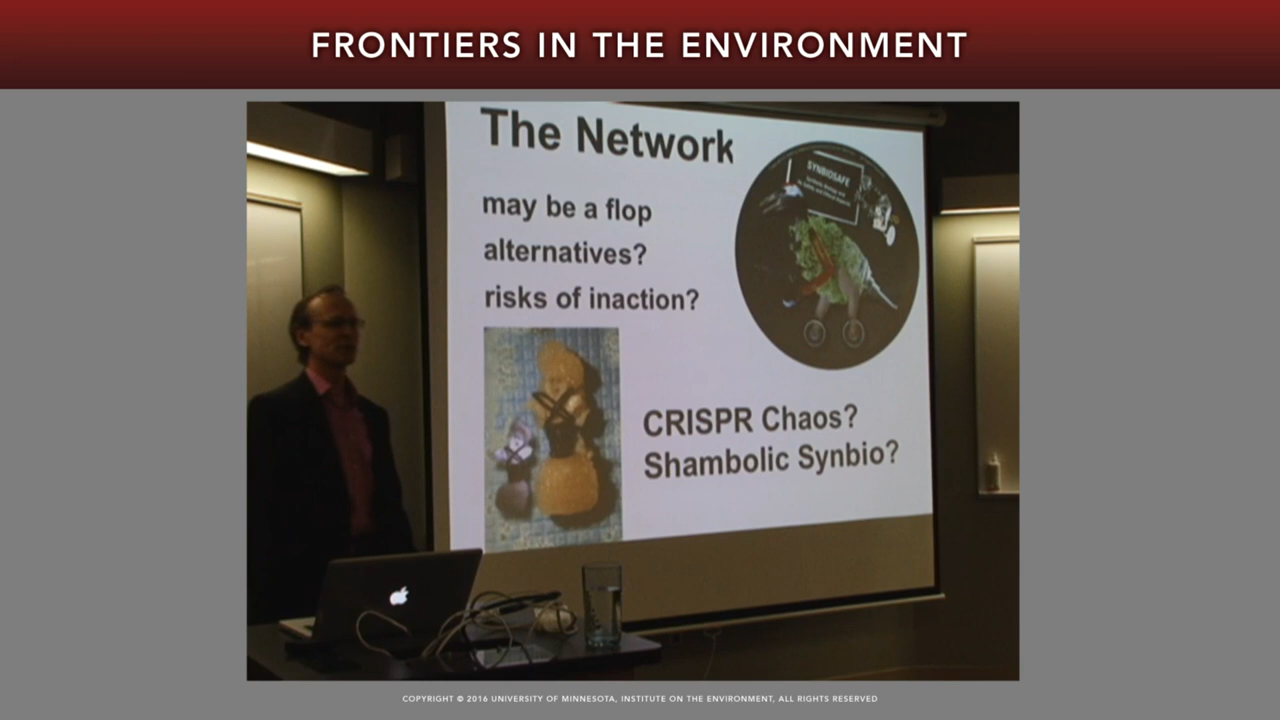 FRONTIERS IN THE ENVIRONMENT
The Network
may be a flop
alternatives?
risks of inaction?
SYNBIOSAFE
CRISPR Chaos?
Shambolic Synbio?
COPYRIGHT © 2016 UNIVERSITY OF MINNESOTA, INSTITUTE ON THE ENVIRONMENT, ALL RIGHTS RESERVED